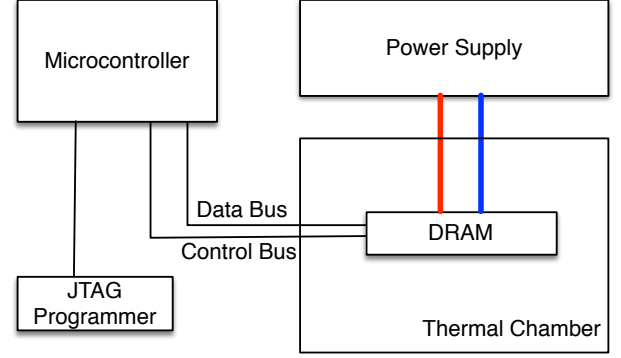 Microcontroller
Power Supply
Data Bus
Control Bus
DRAM
JTAG
Programmer
Thermal Chamber